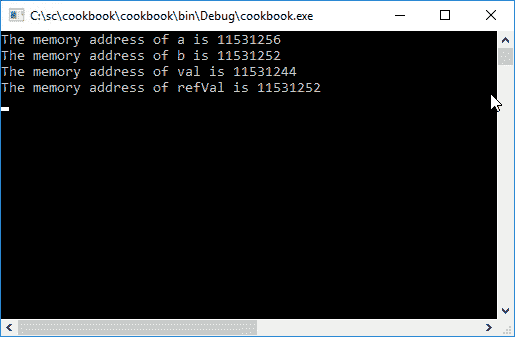 C:\sc\cookbook\cookbook\bin\Debug\cookbook.exe
The memory address of a is 11531256
The memory address of b is 11531252
The memory address of val is 11531244
The memory address of refVal is 11531252